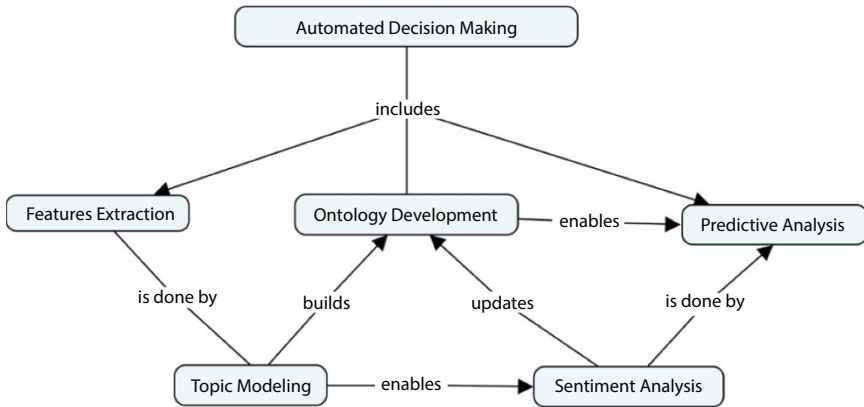 Automated Decision Making
includes
Features Extraction
Ontology Development
enables
Predictive Analysis
is done by
builds
updates
is done by
Topic Modeling
enables
Sentiment Analysis